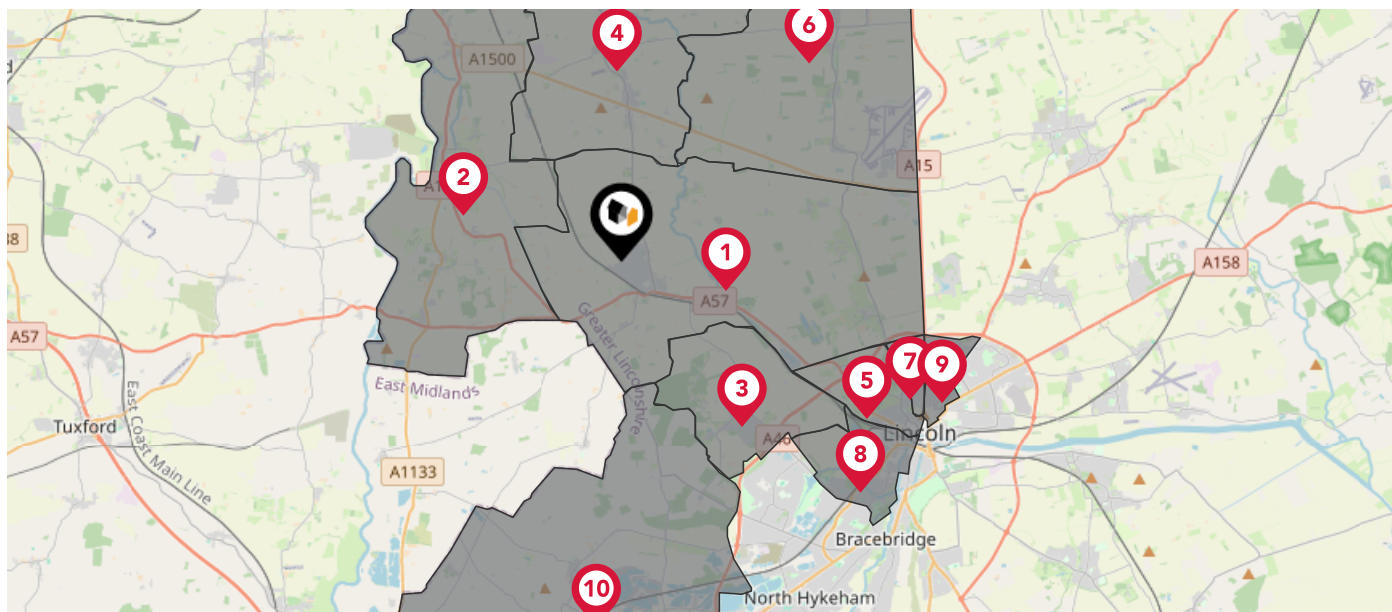 4
6
A1500
A15
2
1
A57
A158
38
A57
Greater Lincolnshire
East Midlands
East Coast Main Line
7
9
5
3
Tuxford
Lincoln
A46
8
A1133
Bracebridge
10
North Hykeham